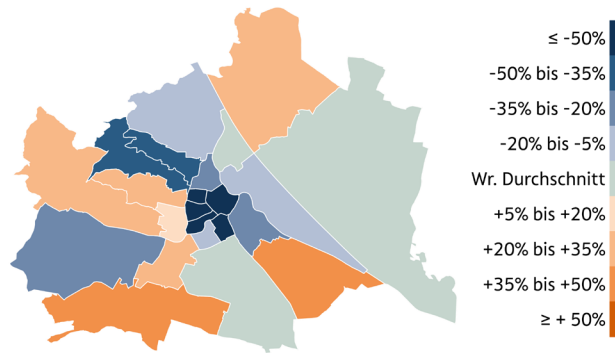 ≤ -50%
-50% bis -35%
-35% bis -20%
-20% bis -5%
Wr. Durchschnitt
+5% bis +20%
+20% bis +35%
+35% bis +50%
≥ + 50%